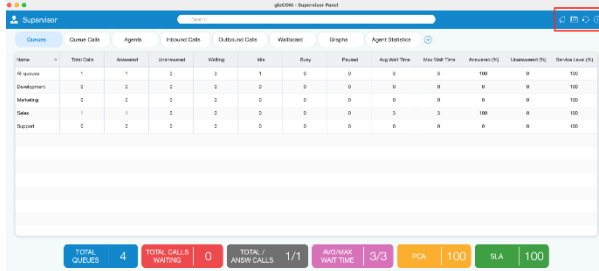 gloCOM - Supervisor Panel
Supervisor
Search
Queues Queue Calls Agents Inbound Calls Outbound Calls Wallboard Graphs Agent Statistics
Name Total Calls Answered Unanswered Waiting Idle Busy Paused Avg Wait Time Max Wait Time Answered (%) Unanswered (%) Service Level (%)
All queues 1 1 0 0 1 0 0 3 3 100 0 100
Development 0 0 0 0 0 0 0 0 0 0 0 100
Marketing 0 0 0 0 0 0 0 0 0 0 0 100
Sales 1 1 0 0 0 0 0 3 3 100 0 100
Support 0 0 0 0 0 0 0 0 0 0 0 100
TOTAL QUEUES 4 TOTAL CALLS WAITING 0 TOTAL / ANSW CALLS 1/1 AVG/MAX WAIT TIME 3/3 PCA 100 SLA 100